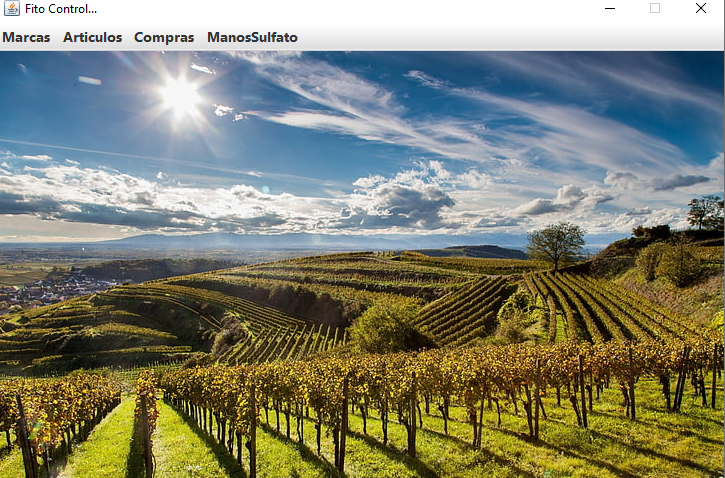 Fito Control...
Marcas Articulos Compras ManosSulfato